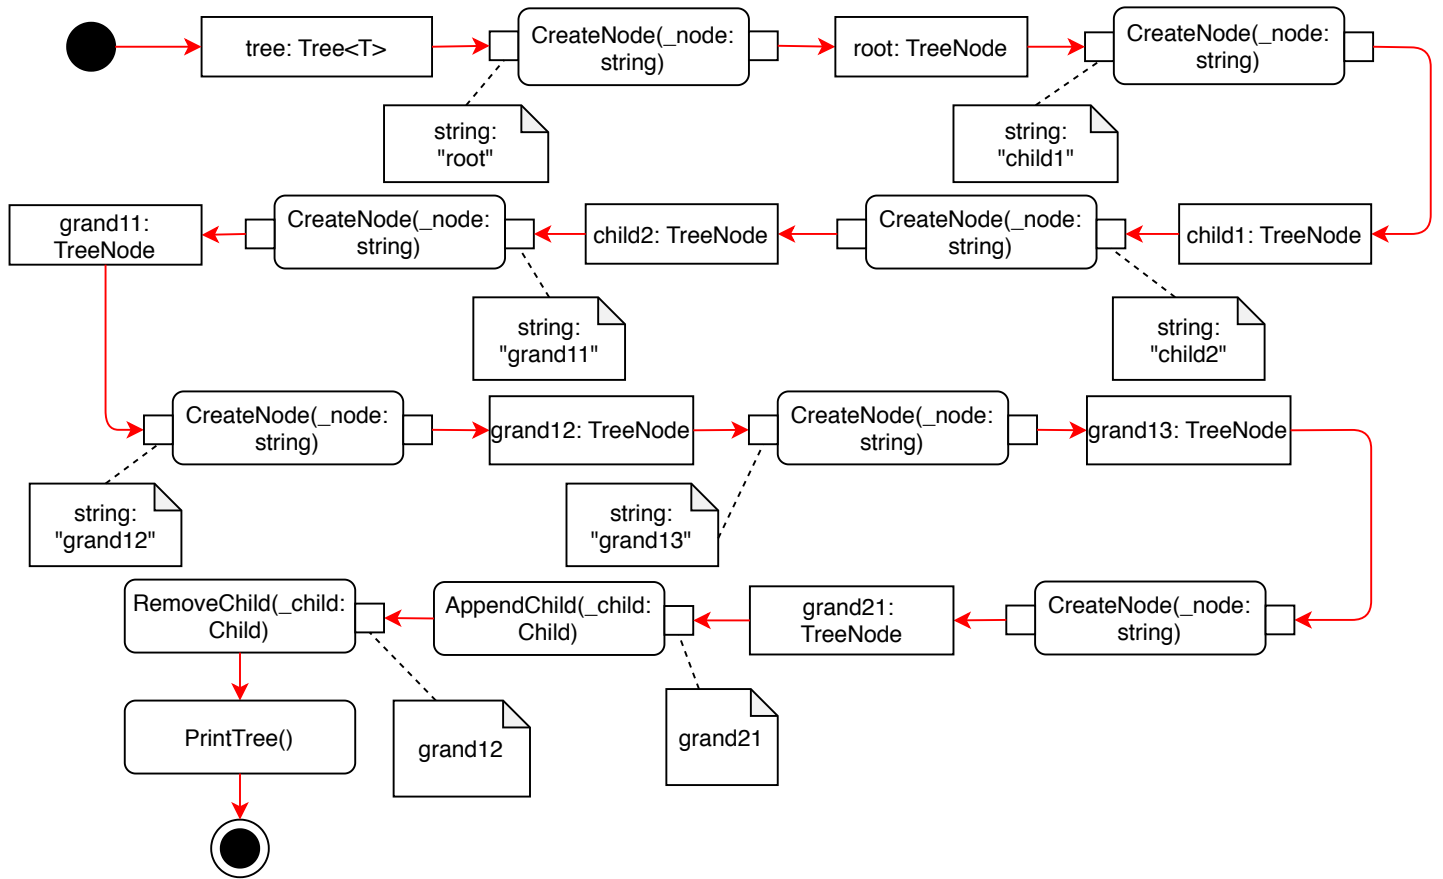 tree: Tree<T>
CreateNode(_node:
string)
root: TreeNode
CreateNode(_node:
string)
string:
"root"
string:
"child1"
grand11:
TreeNode
CreateNode(_node:
string)
child2: TreeNode
CreateNode(_node:
string)
child1: TreeNode
string:
"grand11"
string:
"child2"
CreateNode(_node:
string)
grand12: TreeNode
CreateNode(_node:
string)
grand13: TreeNode
string:
"grand12"
string:
"grand13"
RemoveChild(_child:
Child)
AppendChild(_child:
Child)
grand21:
TreeNode
CreateNode(_node:
string)
PrintTree()
grand12
grand21